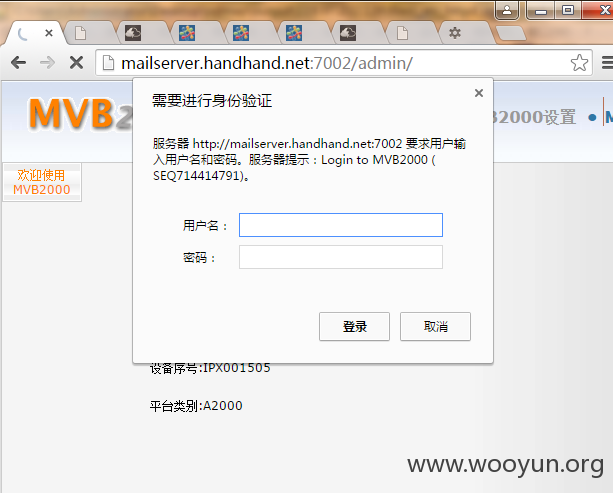 mailserver.handhand.net:7002/admin/
MVB2
B2000设置 • M
需要进行身份验证
服务器 http://mailserver.handhand.net:7002 要求用户输
入用户名和密码。服务器提示：Login to MVB2000 (
SEQ714414791)。
欢迎使用
MVB2000
用户名：
密码：
登录 取消
设备序号:IPX001505
平台类别:A2000
www.wooyun.org